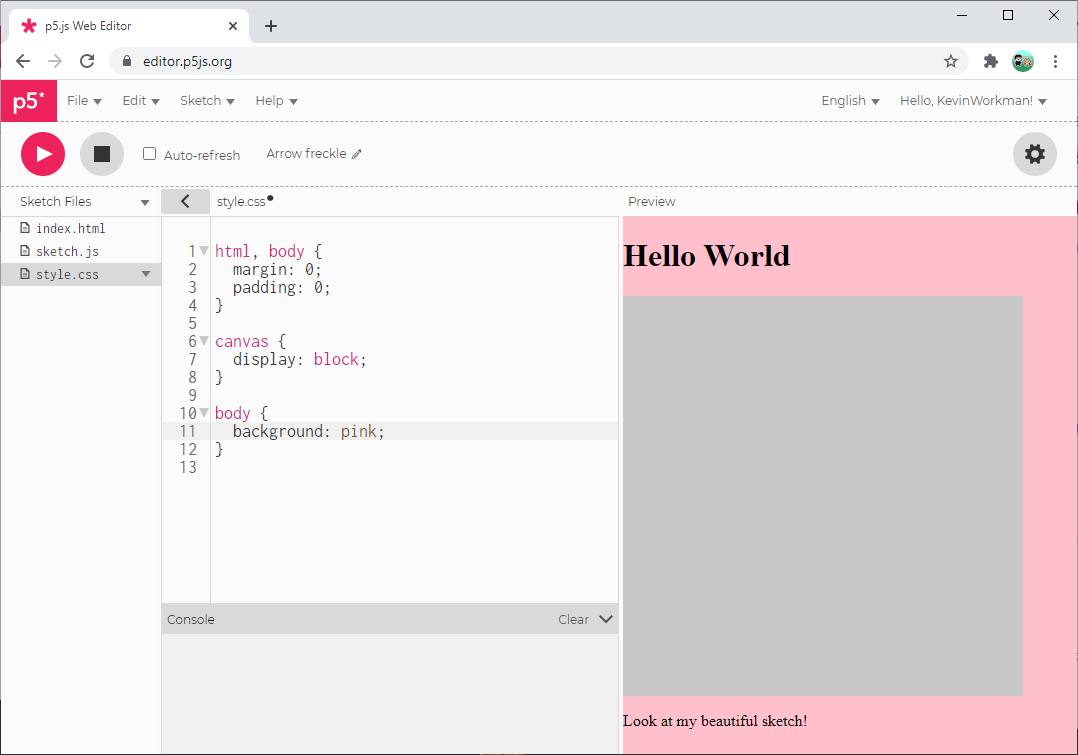 p5.js Web Editor
editor.p5js.org
p5* File Edit Sketch Help English Hello, KevinWorkman!
Auto-refresh Arrow freckle
Sketch Files style.css Preview
index.html
sketch.js
style.css
1 html, body {
2   margin: 0;
3   padding: 0;
4 }
5
6 canvas {
7   display: block;
8 }
9
10 body {
11   background: pink;
12 }
13
Console Clear
Hello World
Look at my beautiful sketch!